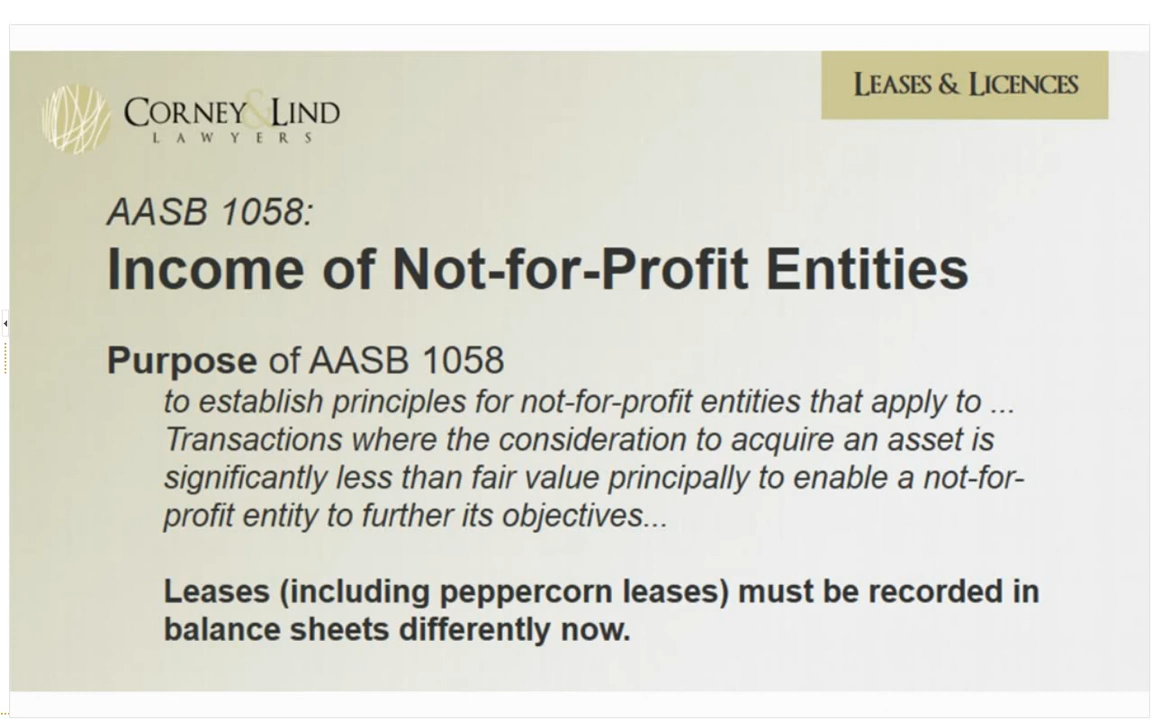 CORNEY&LIND
LAWYERS
LEASES & LICENCES
AASB 1058:
Income of Not-for-Profit Entities
Purpose of AASB 1058
to establish principles for not-for-profit entities that apply to ...
Transactions where the consideration to acquire an asset is
significantly less than fair value principally to enable a not-for-
profit entity to further its objectives...
Leases (including peppercorn leases) must be recorded in
balance sheets differently now.